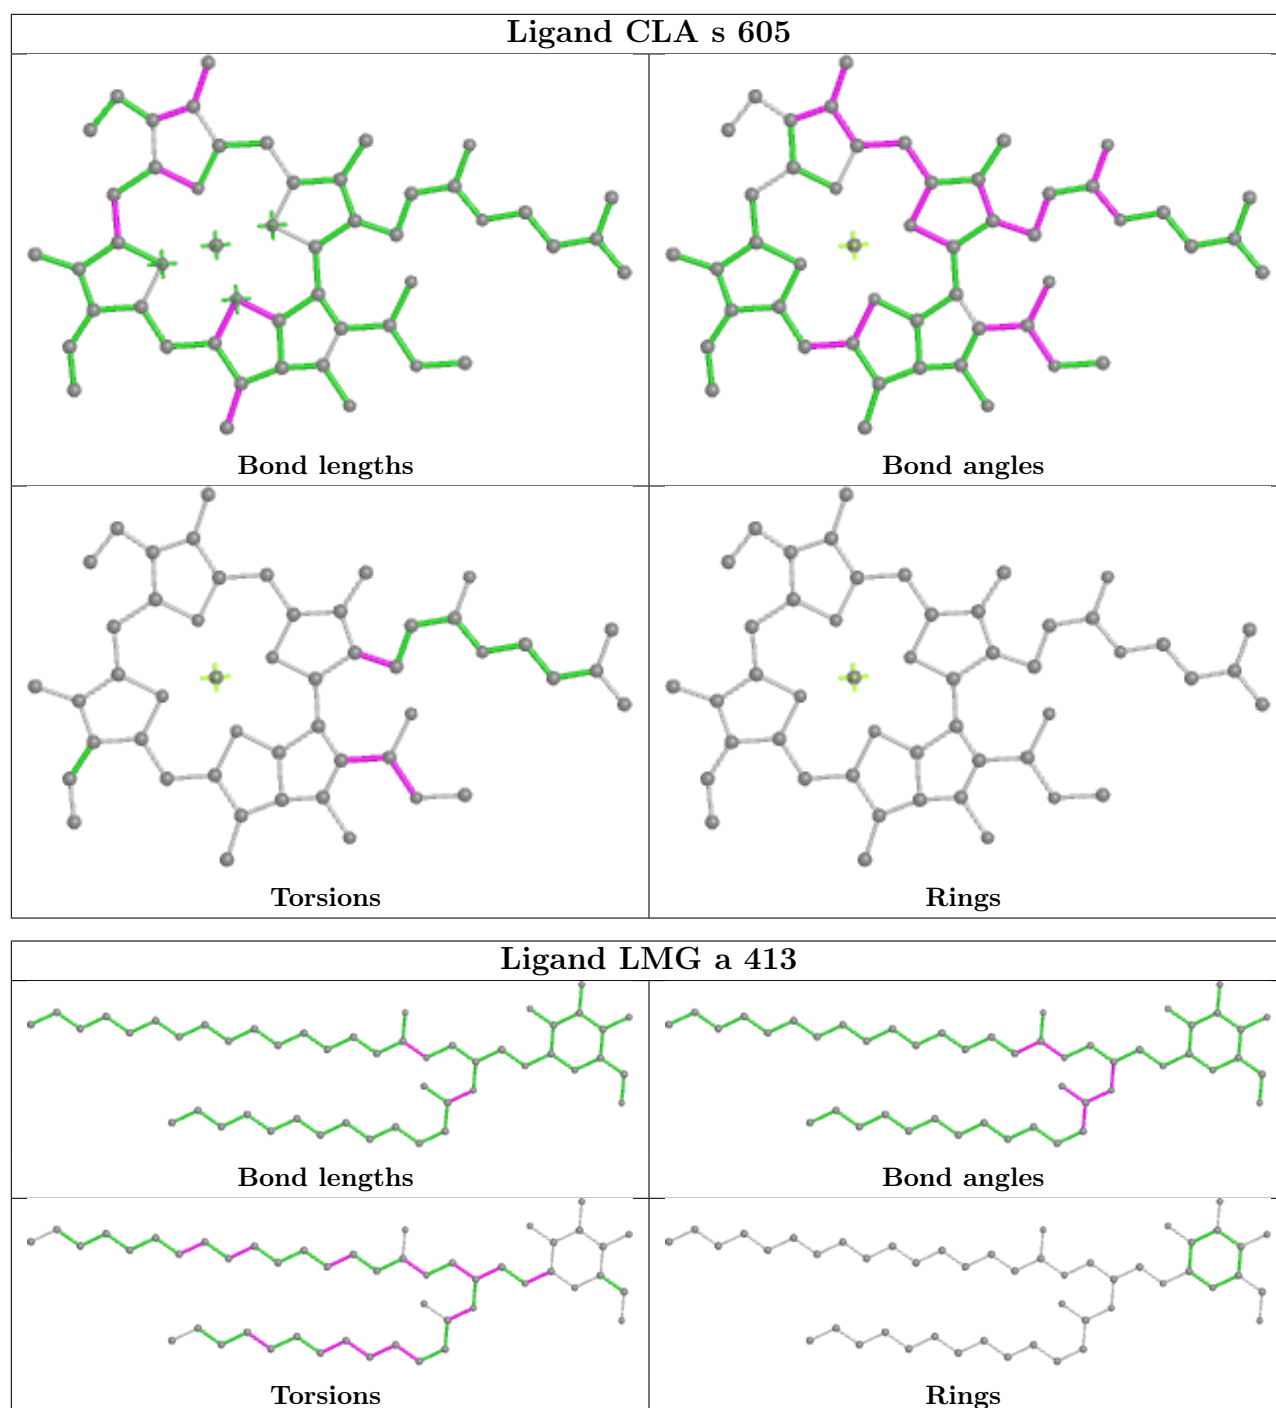 Ligand CLA s 605
Bond lengths
Bond angles
Torsions
Rings
Ligand LMG a 413
Bond lengths
Bond angles
Torsions
Rings